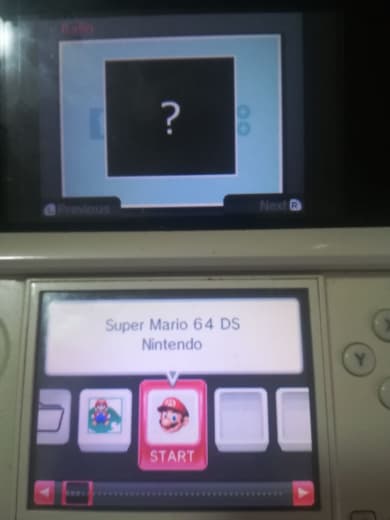 ?
L Previous
Next R
Super Mario 64 DS
Nintendo
START
Y